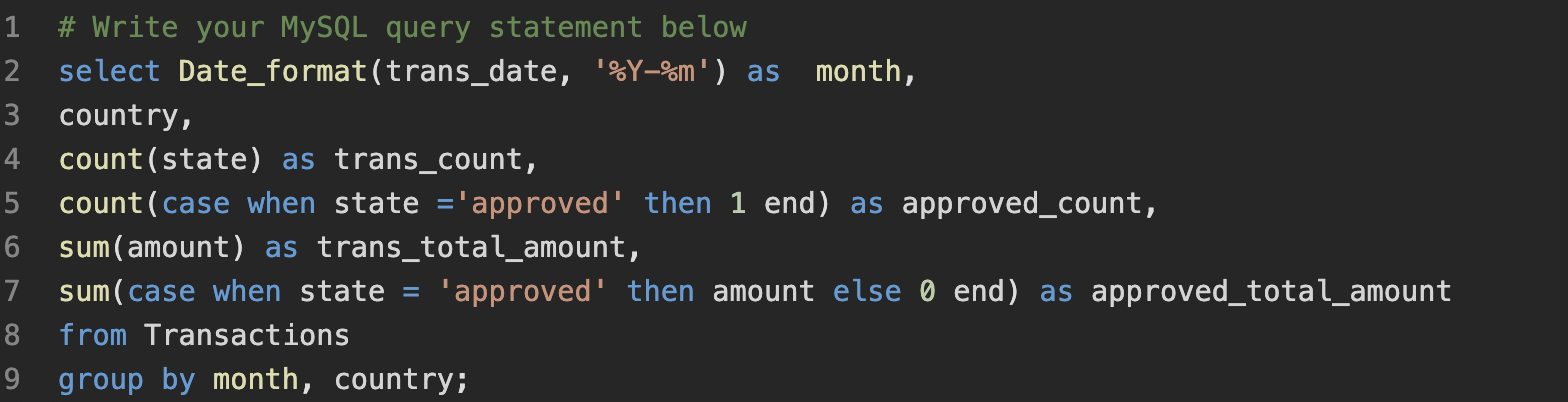 1 # Write your MySQL query statement below
2 select Date_format(trans_date, '%Y-%m') as  month,
3 country,
4 count(state) as trans_count,
5 count(case when state ='approved' then 1 end) as approved_count,
6 sum(amount) as trans_total_amount,
7 sum(case when state = 'approved' then amount else 0 end) as approved_total_amount
8 from Transactions
9 group by month, country;